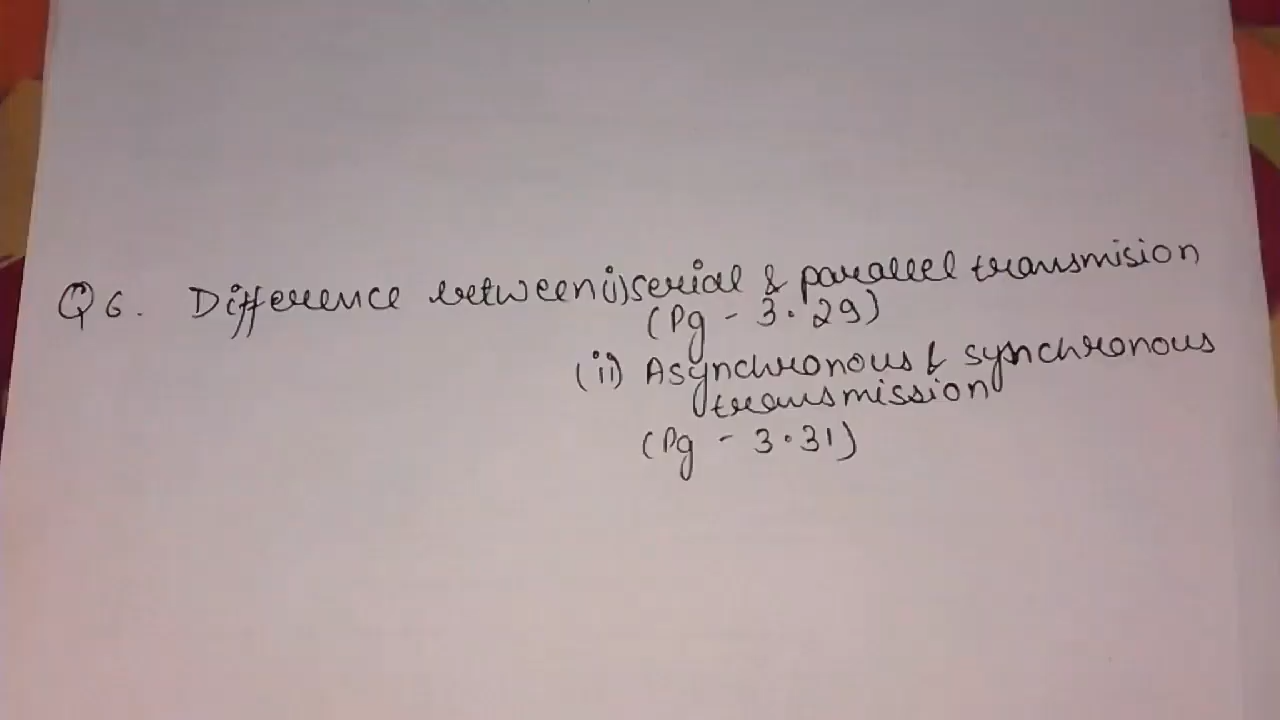 Q6. Difference between (i) serial & parallel transmision
(Pg - 3.29)
(ii) Asynchronous & synchronous
transmission
(Pg - 3.31)